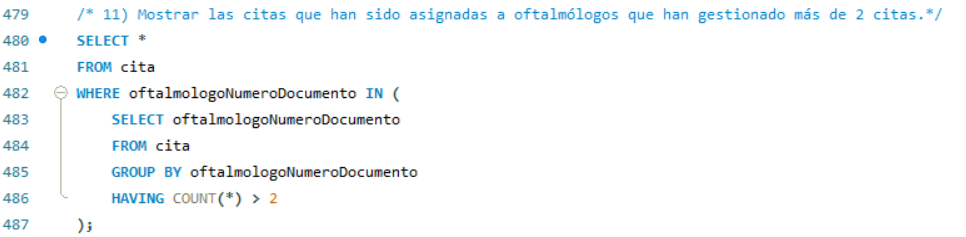 479 /* 11) Mostrar las citas que han sido asignadas a oftalmólogos que han gestionado más de 2 citas.*/
480 SELECT *
481 FROM cita
482 WHERE oftalmologoNumeroDocumento IN (
483 SELECT oftalmologoNumeroDocumento
484 FROM cita
485 GROUP BY oftalmologoNumeroDocumento
486 HAVING COUNT(*) > 2
487 );